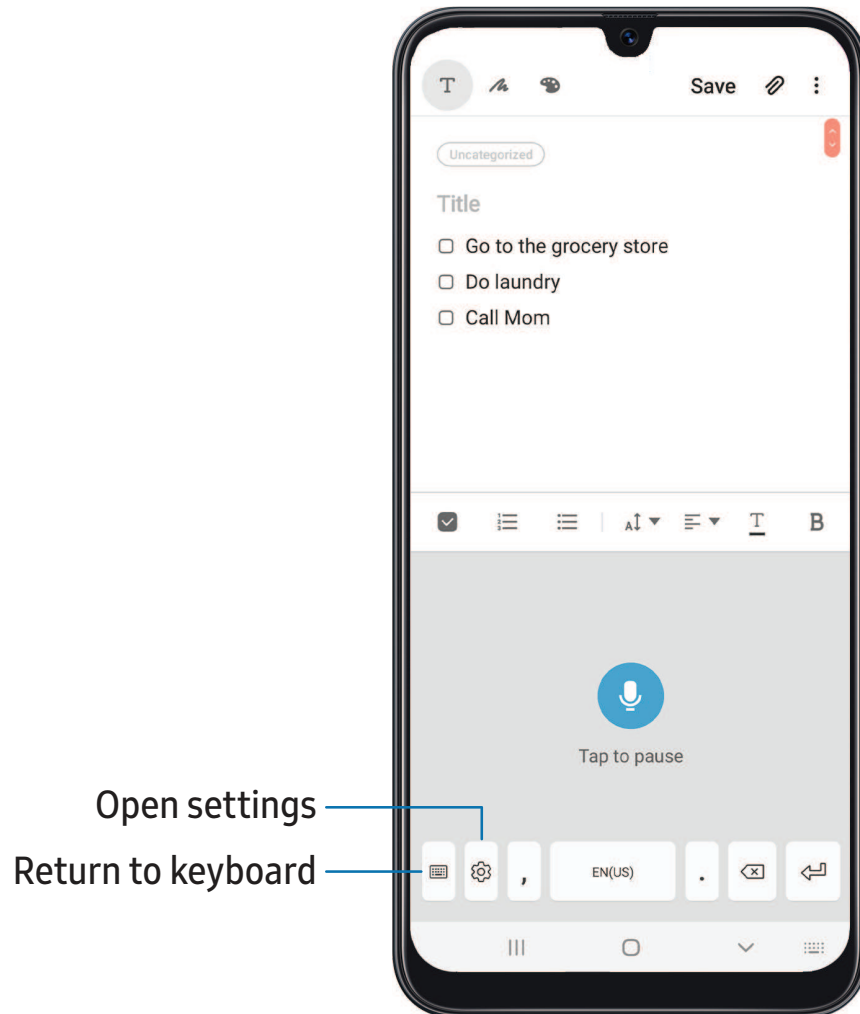 T Save
Uncategorized
Title
Go to the grocery store
Do laundry
Call Mom
A T B
Tap to pause
Open settings
Return to keyboard
, EN(US) .